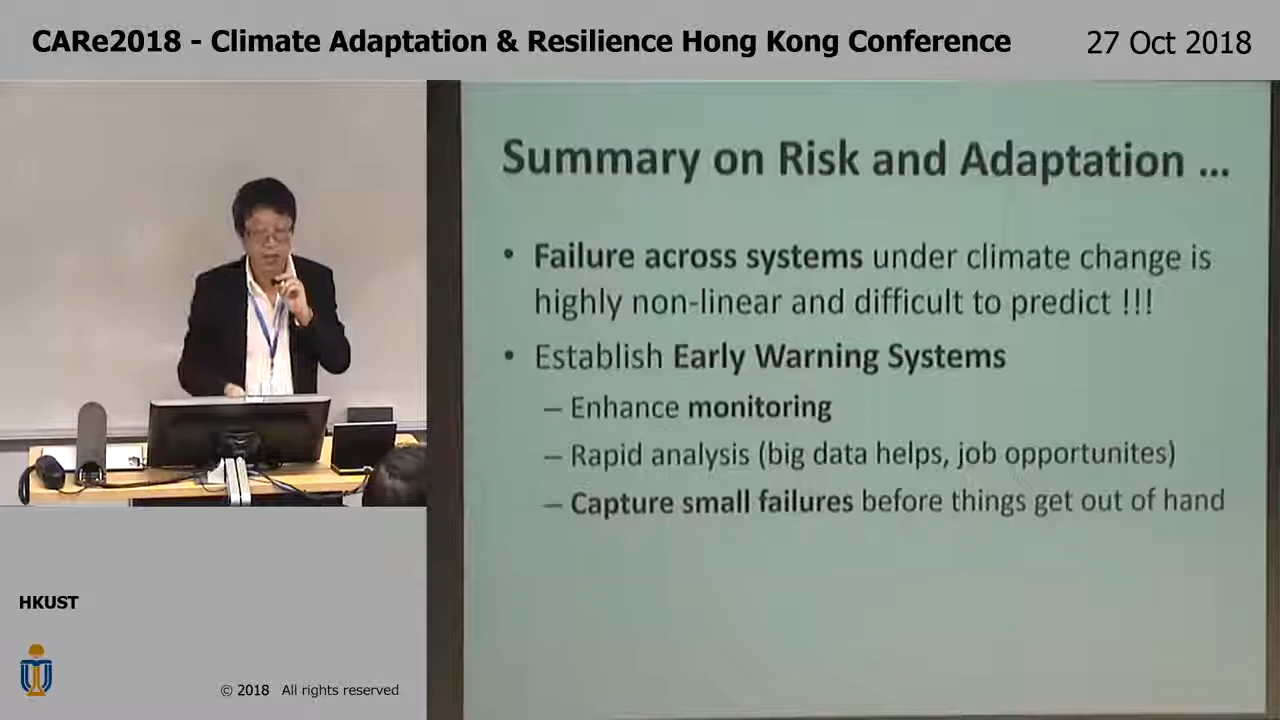 CARe2018 - Climate Adaptation & Resilience Hong Kong Conference
27 Oct 2018
Summary on Risk and Adaptation ...
• Failure across systems under climate change is
highly non-linear and difficult to predict !!!
• Establish Early Warning Systems
– Enhance monitoring
– Rapid analysis (big data helps, job opportunites)
– Capture small failures before things get out of hand
HKUST
© 2018 All rights reserved